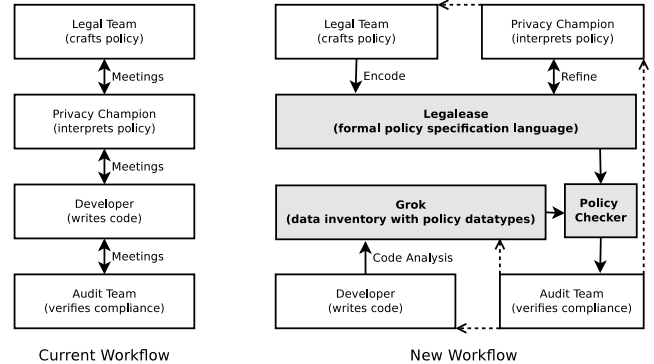 Legal Team
(crafts policy)
Meetings
Privacy Champion
(interprets policy)
Meetings
Developer
(writes code)
Meetings
Audit Team
(verifies compliance)
Current Workflow
Legal Team
(crafts policy)
Privacy Champion
(interprets policy)
Encode
Refine
Legalease
(formal policy specification language)
Grok
(data inventory with policy datatypes)
Policy
Checker
Code Analysis
Developer
(writes code)
Audit Team
(verifies compliance)
New Workflow